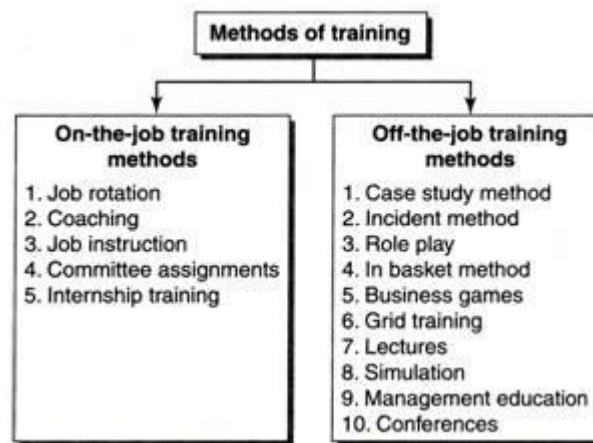 Methods of training
On-the-job training
methods
1. Job rotation
2. Coaching
3. Job instruction
4. Committee assignments
5. Internship training
Off-the-job training
methods
1. Case study method
2. Incident method
3. Role play
4. In basket method
5. Business games
6. Grid training
7. Lectures
8. Simulation
9. Management education
10. Conferences